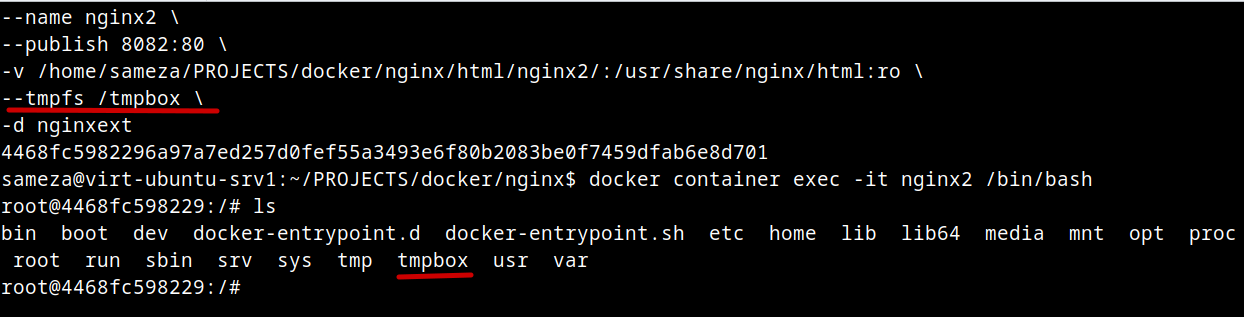 --name nginx2 \
--publish 8082:80 \
-v /home/sameza/PROJECTS/docker/nginx/html/nginx2/:/usr/share/nginx/html:ro \
--tmpfs /tmpbox \
-d nginxext
4468fc5982296a97a7ed257d0fef55a3493e6f80b2083be0f7459dfab6e8d701
sameza@virt-ubuntu-srv1:~/PROJECTS/docker/nginx$ docker container exec -it nginx2 /bin/bash
root@4468fc598229:/# ls
bin  boot  dev  docker-entrypoint.d  docker-entrypoint.sh  etc  home  lib  lib64  media  mnt  opt  proc
 root  run  sbin  srv  sys  tmp  tmpbox  usr  var
root@4468fc598229:/#